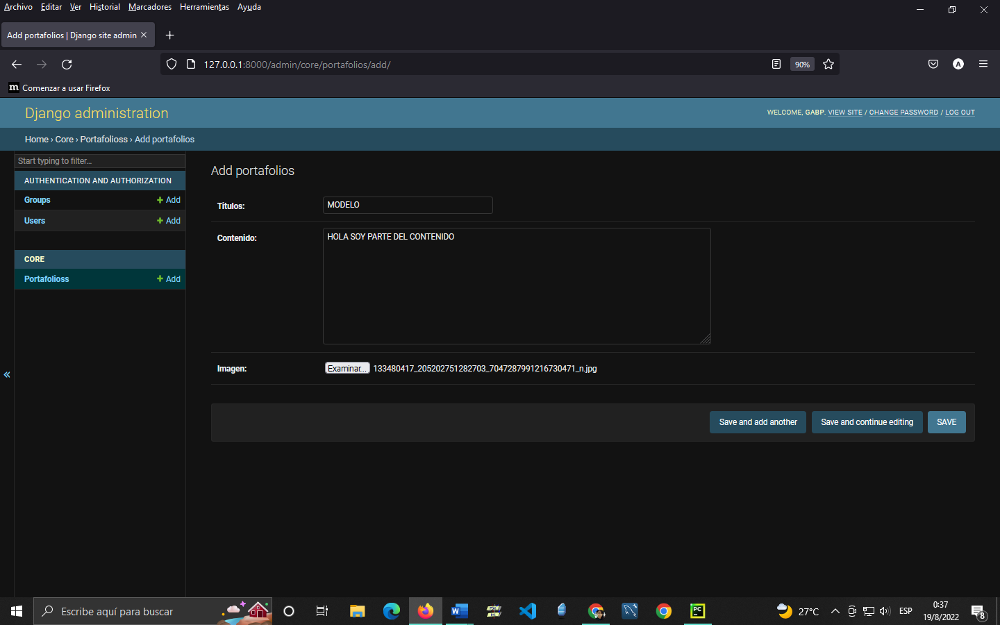 Archivo Editar Ver Historial Marcadores Herramientas Ayuda
Add portafolios | Django site admin
127.0.0.1:8000/admin/core/portafolios/add/
90%
A
m Comenzar a usar Firefox
Django administration
WELCOME, GABP. VIEW SITE / CHANGE PASSWORD / LOG OUT
Home › Core › Portafolioss › Add portafolios
Start typing to filter...
AUTHENTICATION AND AUTHORIZATION
Groups + Add
Users + Add
CORE
Portafolioss + Add
«
Add portafolios
Titulos: MODELO
Contenido: HOLA SOY PARTE DEL CONTENIDO
Imagen: Examinar... 133480417_205202751282703_7047287991216730471_n.jpg
Save and add another Save and continue editing SAVE
Escribe aquí para buscar
W
PC
27°C
ESP
0:37
19/8/2022
8